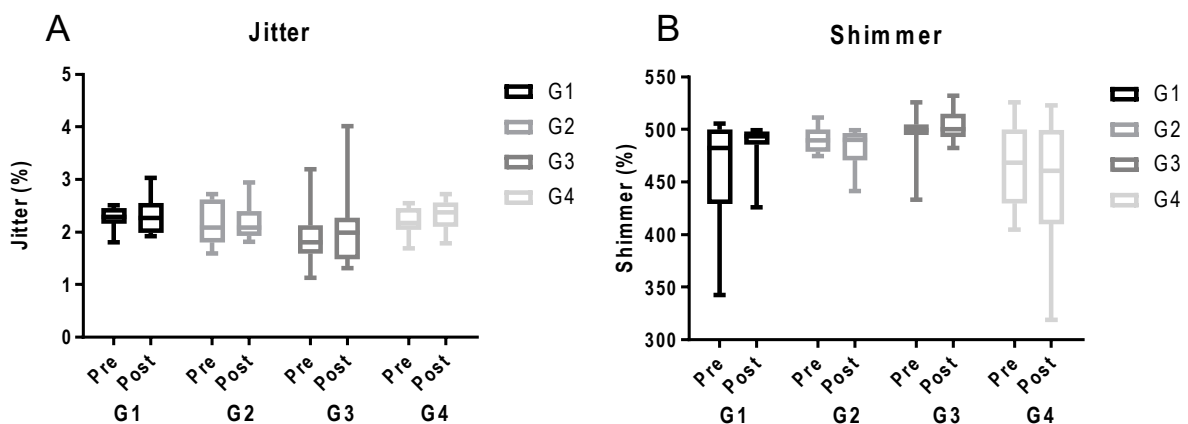 A
Jitter
Jitter (%)
5
4
3
2
1
0
Pre Post Pre Post Pre Post Pre Post
G1 G2 G3 G4
G1
G2
G3
G4
B
Shimmer
Shimmer (%)
550
500
450
400
350
300
Pre Post Pre Post Pre Post Pre Post
G1 G2 G3 G4
G1
G2
G3
G4